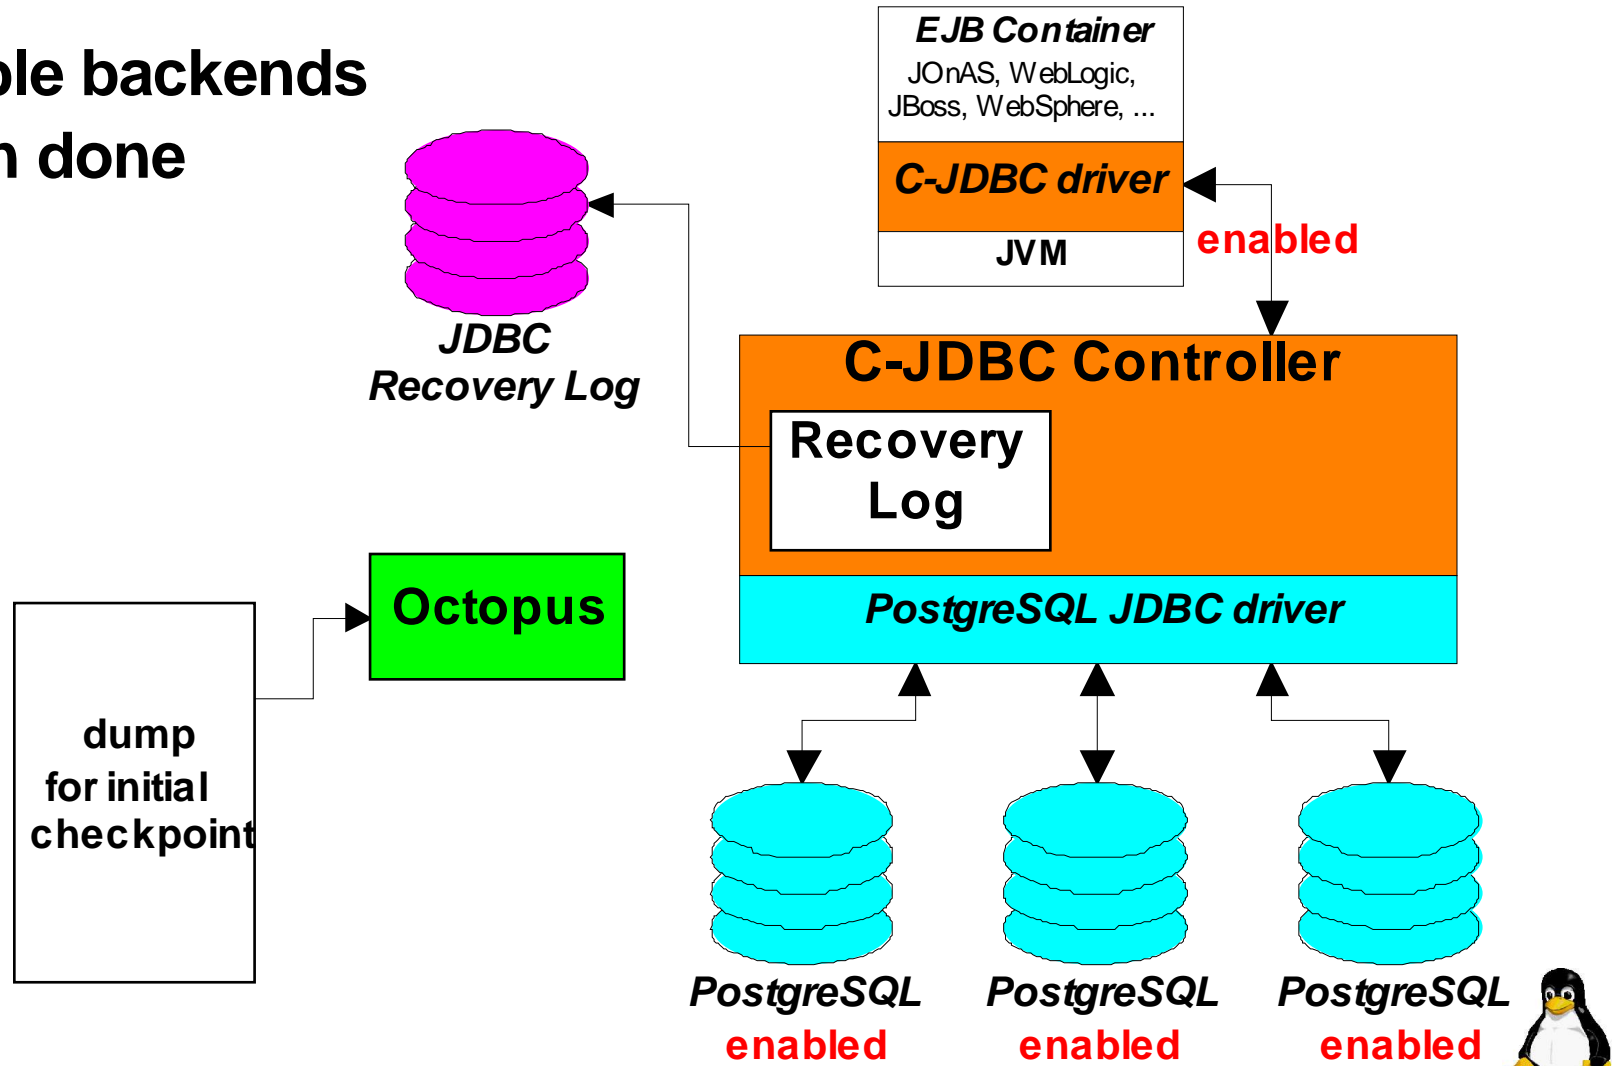 backends
done
EJB Container
JOnAS, WebLogic,
JBoss, WebSphere, ...
C-JDBC driver
enabled
JVM
JDBC
Recovery Log
C-JDBC Controller
Recovery
Log
PostgreSQL JDBC driver
Octopus
dump
for initial
checkpoint
PostgreSQL
enabled
PostgreSQL
enabled
PostgreSQL
enabled